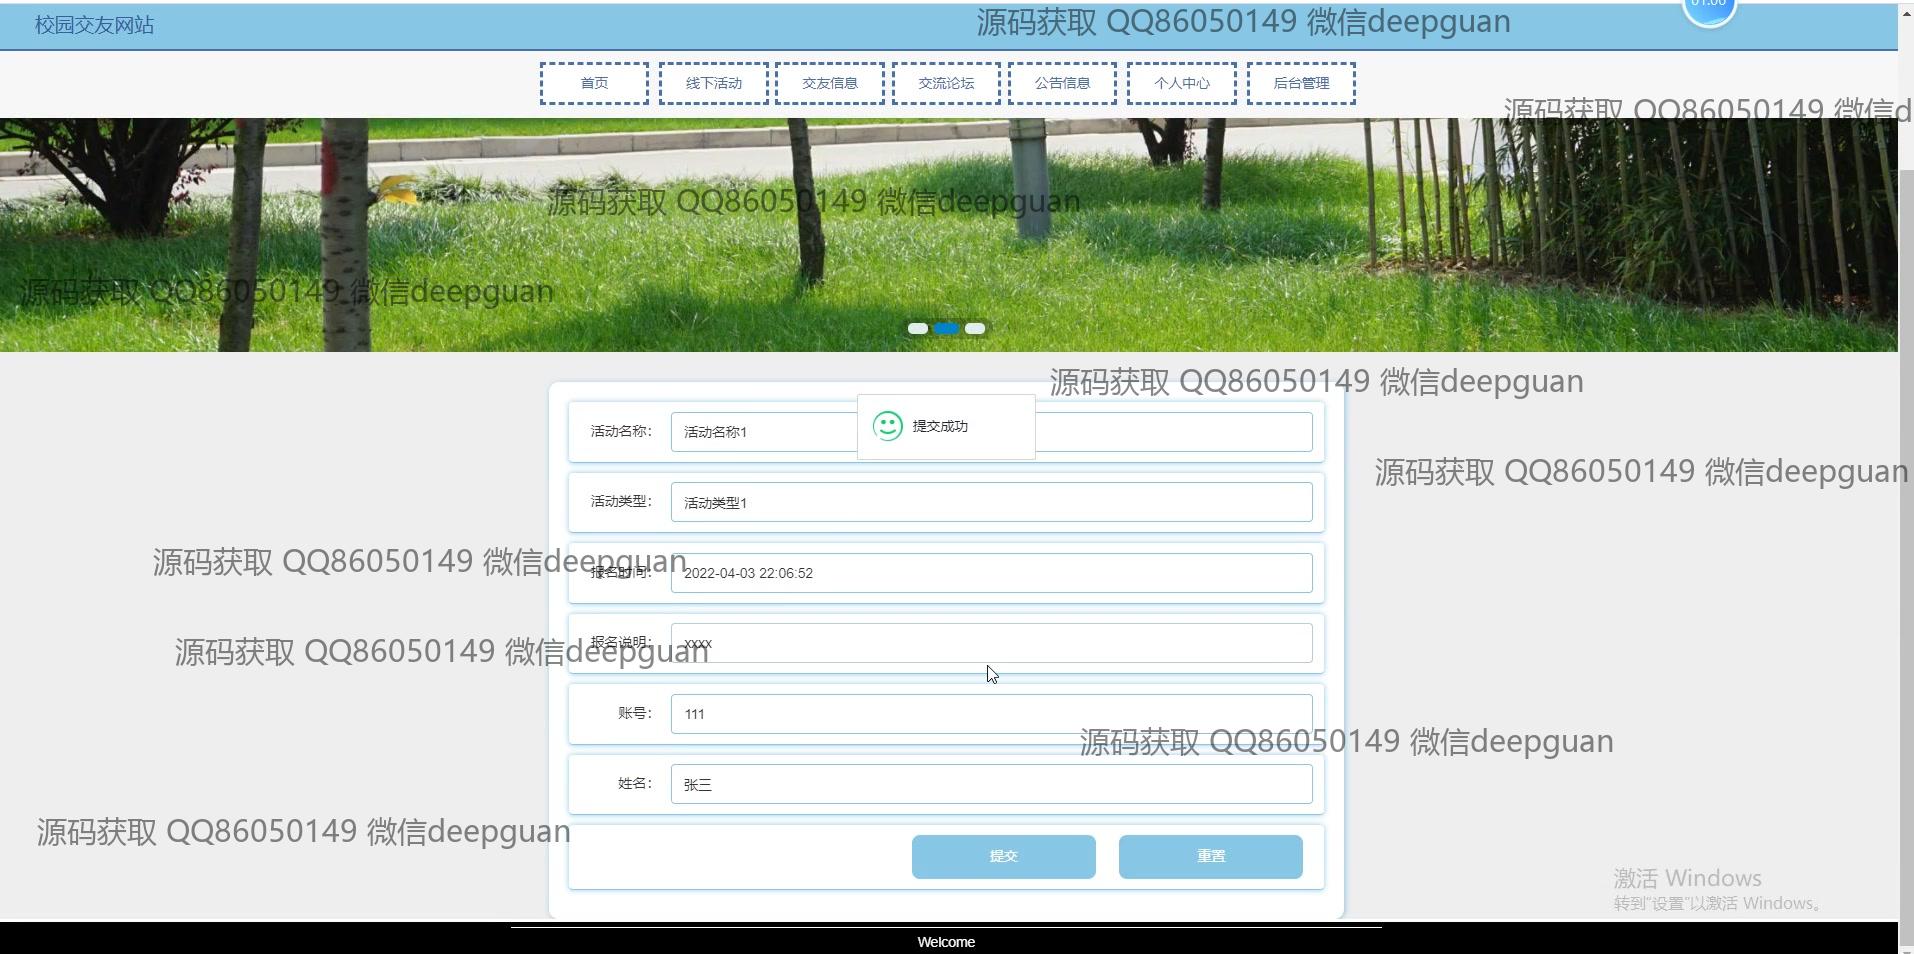 校园交友网站
源码获取 QQ86050149 微信deepguan
01:00
首页
线下活动
交友信息
交流论坛
公告信息
个人中心
后台管理
源码获取 QQ86050149 微信d
源码获取 QQ86050149 微信deepguan
源码获取 QQ86050149 微信deepguan
源码获取 QQ86050149 微信deepguan
提交成功
活动名称：
活动名称1
源码获取 QQ86050149 微信deepguan
活动类型：
活动类型1
源码获取 QQ86050149 微信deepguan
报名时间：
2022-04-03 22:06:52
源码获取 QQ86050149 微信deepguan
报名说明：
xxxx
账号：
111
源码获取 QQ86050149 微信deepguan
姓名：
张三
源码获取 QQ86050149 微信deepguan
提交
重置
激活 Windows
转到"设置"以激活 Windows。
Welcome